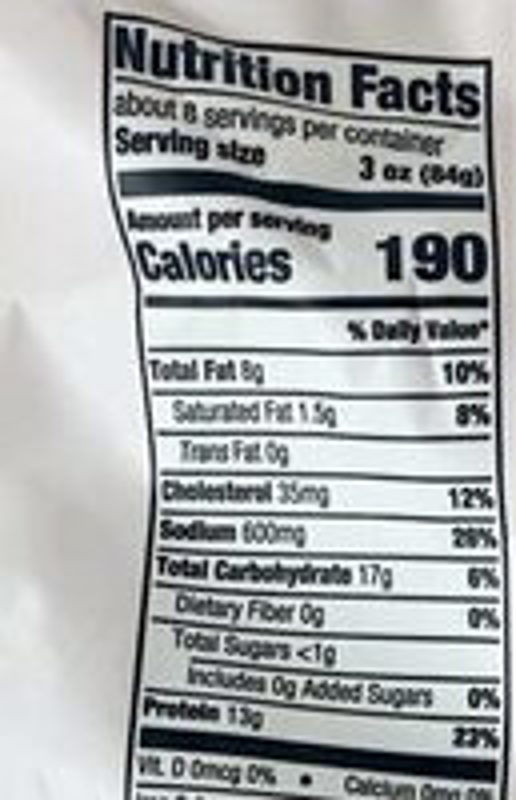 Nutrition Facts
about 8 servings per container
Serving size 3 oz (84g)
Amount per serving
Calories 190
% Daily Value*
Total Fat 8g 10%
Saturated Fat 1.5g 8%
Trans Fat 0g
Cholesterol 35mg 12%
Sodium 600mg 26%
Total Carbohydrate 17g 6%
Dietary Fiber 0g 0%
Total Sugars <1g
Includes 0g Added Sugars 0%
Protein 13g 23%
Vit. D 0mcg 0% • Calcium 0mg 0%